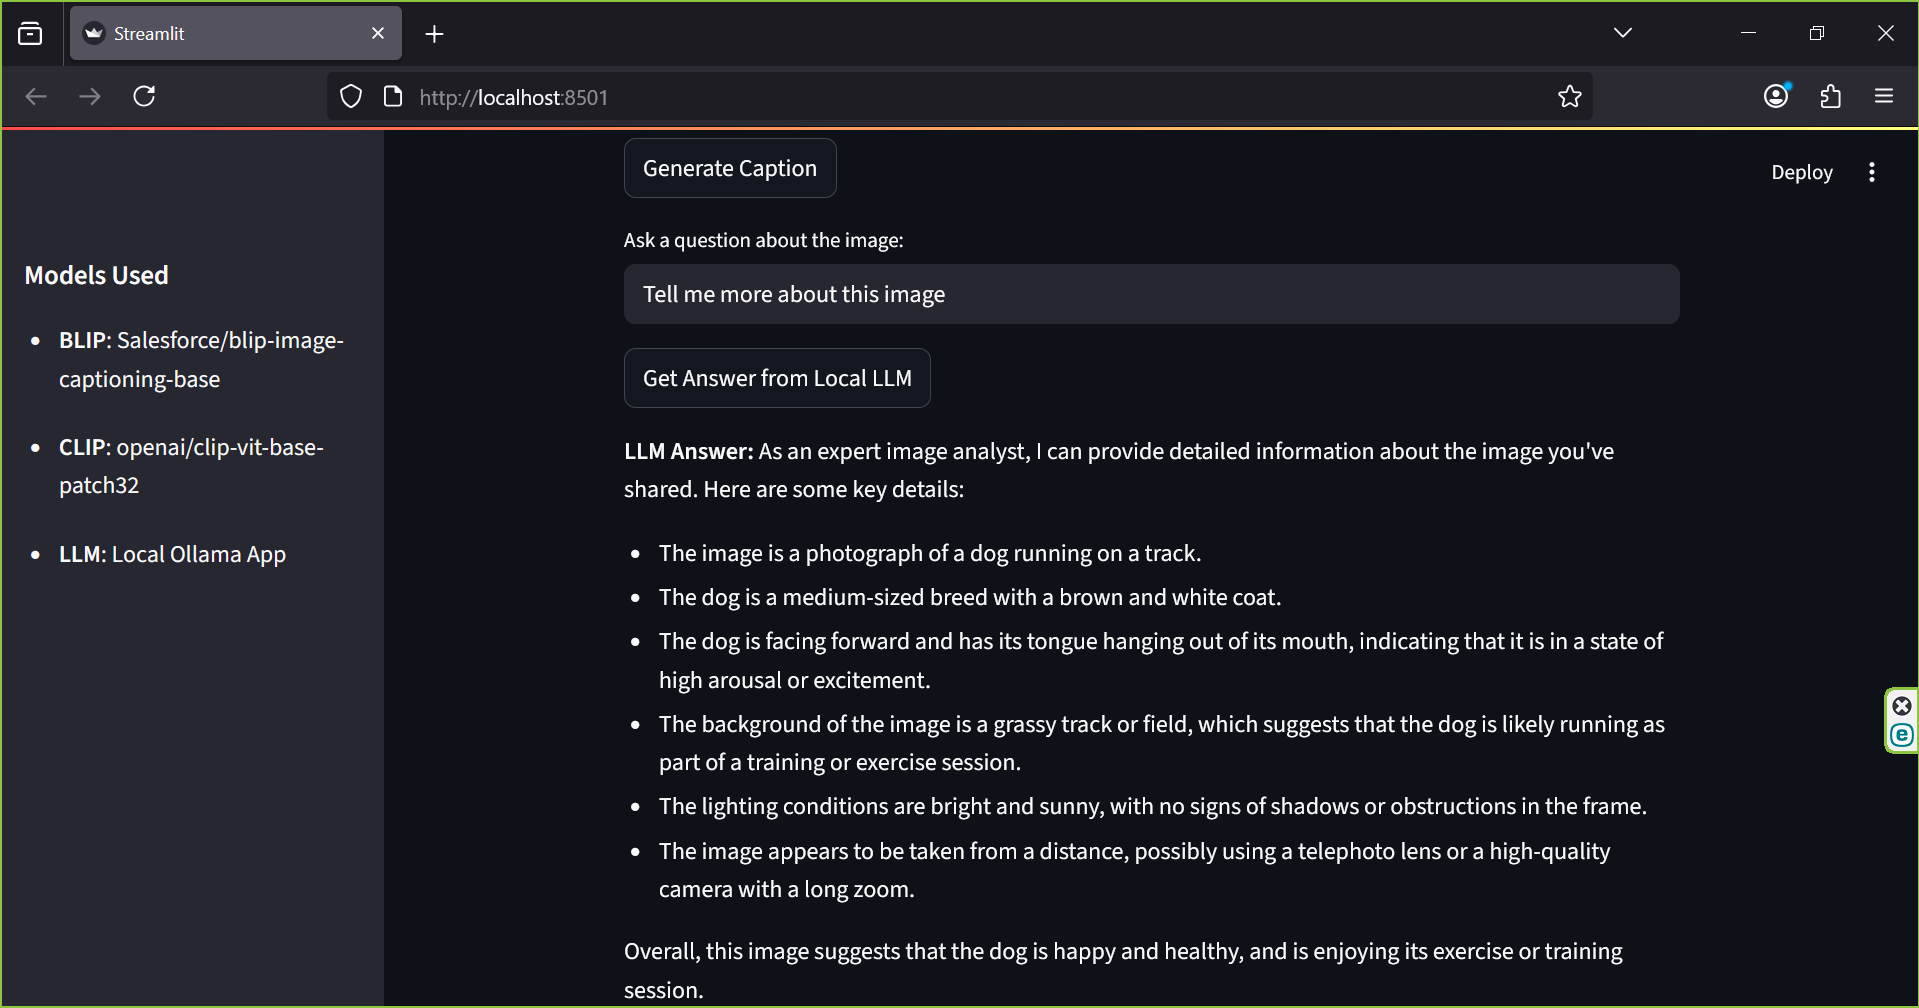 Streamlit
http://localhost:8501
Generate Caption
Deploy
Ask a question about the image:
Models Used
Tell me more about this image
BLIP: Salesforce/blip-image-
captioning-base
Get Answer from Local LLM
CLIP: openai/clip-vit-base-
patch32
LLM: Local Ollama App
LLM Answer: As an expert image analyst, I can provide detailed information about the image you've
shared. Here are some key details:
The image is a photograph of a dog running on a track.
The dog is a medium-sized breed with a brown and white coat.
The dog is facing forward and has its tongue hanging out of its mouth, indicating that it is in a state of
high arousal or excitement.
The background of the image is a grassy track or field, which suggests that the dog is likely running as
part of a training or exercise session.
The lighting conditions are bright and sunny, with no signs of shadows or obstructions in the frame.
The image appears to be taken from a distance, possibly using a telephoto lens or a high-quality
camera with a long zoom.
Overall, this image suggests that the dog is happy and healthy, and is enjoying its exercise or training
session.
e